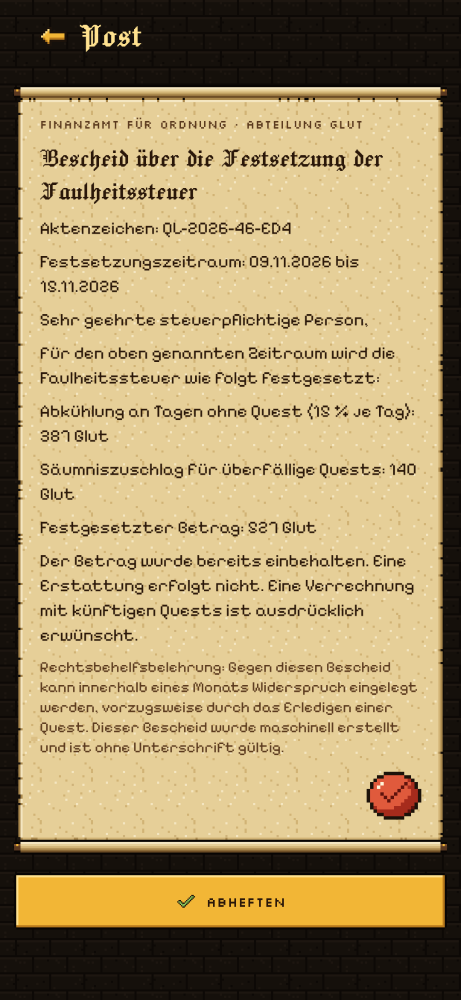 Post
FINANZAMT FÜR ORDNUNG · ABTEILUNG GLUT
Bescheid über die Festsetzung der
Faulheitssteuer
Aktenzeichen: QL-2026-46-ED4
Festsetzungszeitraum: 09.11.2026 bis
15.11.2026
Sehr geehrte steuerpflichtige Person,
für den oben genannten Zeitraum wird die
Faulheitssteuer wie folgt festgesetzt:
Abkühlung an Tagen ohne Quest (15 % je Tag):
387 Glut
Säumniszuschlag für überfällige Quests: 140
Glut
Festgesetzter Betrag: 527 Glut
Der Betrag wurde bereits einbehalten. Eine
Erstattung erfolgt nicht. Eine Verrechnung
mit künftigen Quests ist ausdrücklich
erwünscht.
Rechtsbehelfsbelehrung: Gegen diesen Bescheid
kann innerhalb eines Monats Widerspruch eingelegt
werden, vorzugsweise durch das Erledigen einer
Quest. Dieser Bescheid wurde maschinell erstellt
und ist ohne Unterschrift gültig.
ABHEFTEN